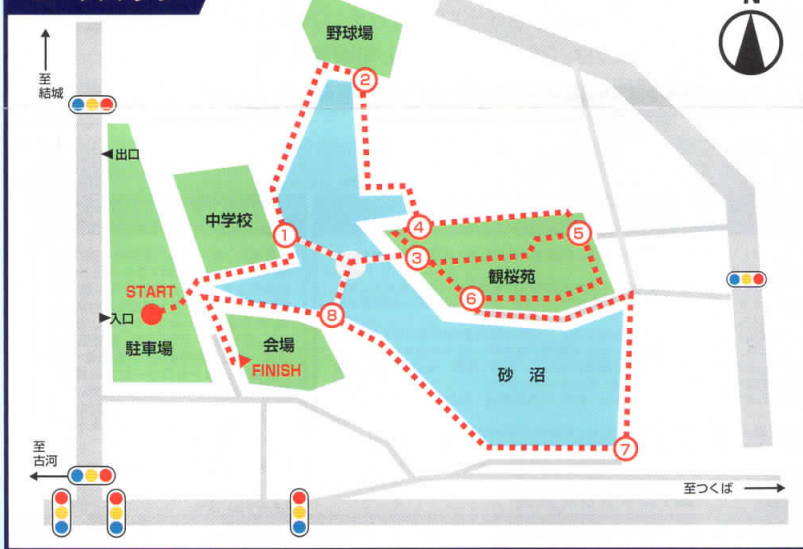 N
野球場
②
至
結城
◀出口
中学校
①
④
⑤
③
観桜苑
START
⑥
▶入口
⑧
駐車場
会場
FINISH
砂 沼
⑦
至
古河
至つくば